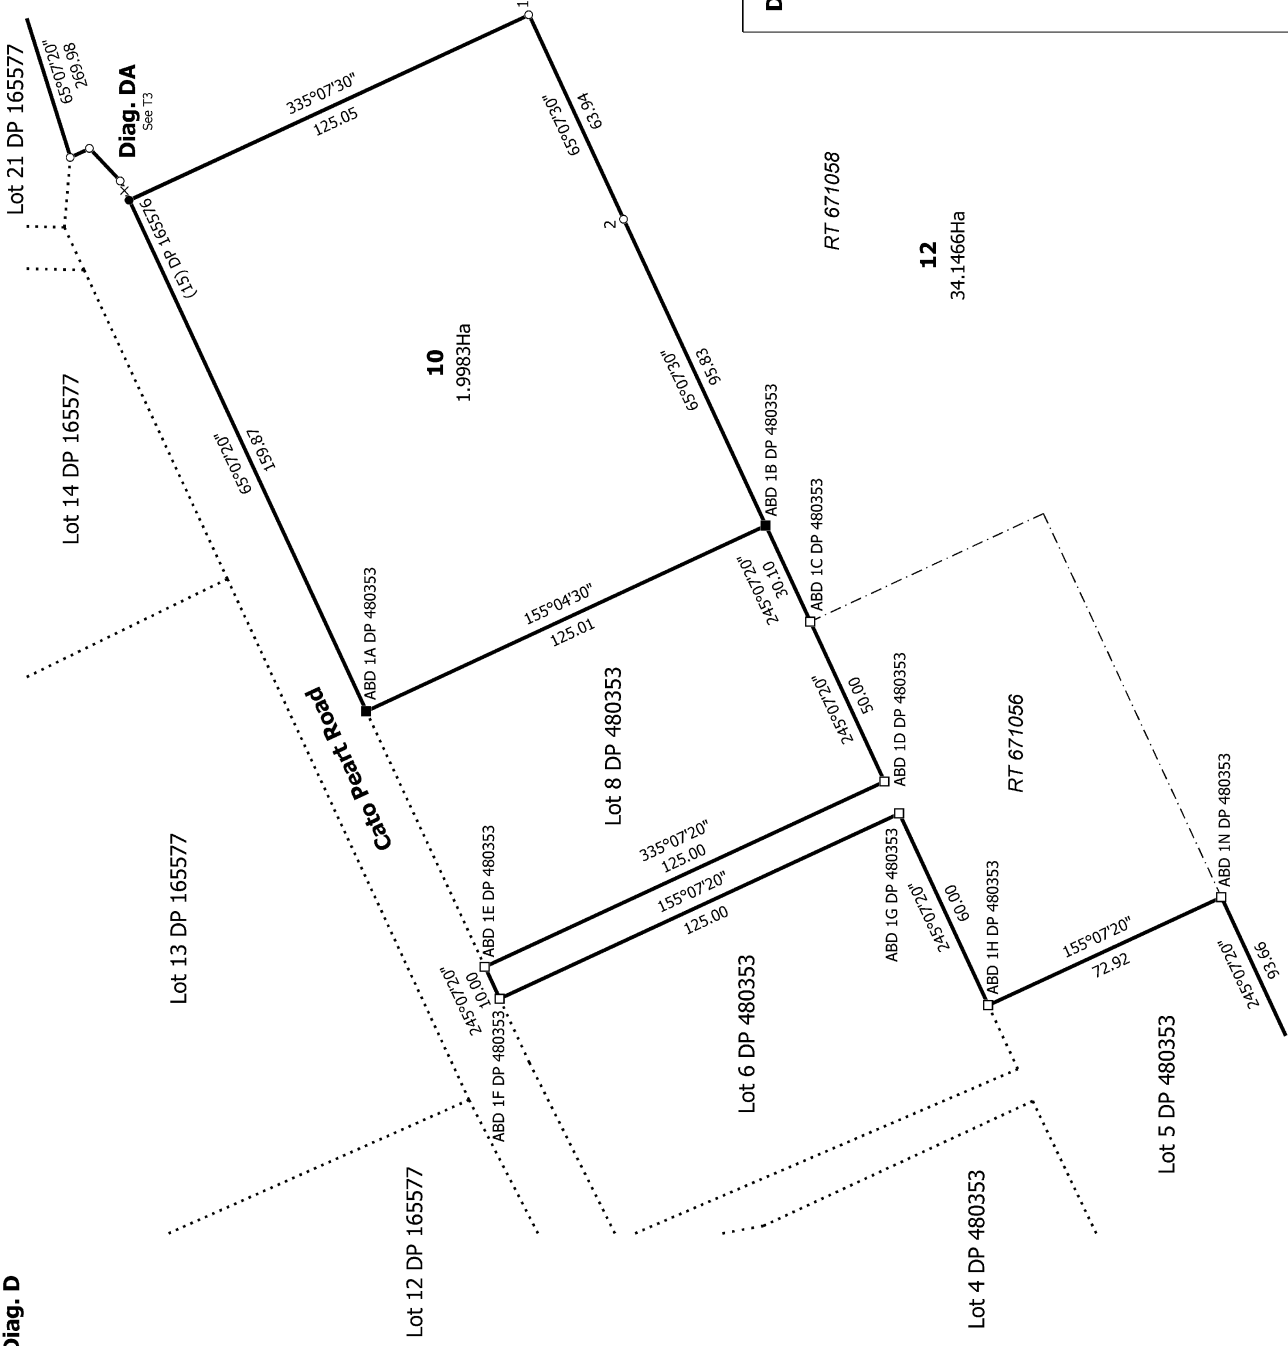 Diag. D
Lot 21 DP 165577
65°07'20"
269.98
Diag. DA
See T3
(15) DP 165576
335°07'30"
125.05
1
65°07'30"
63.94
2
D
Lot 14 DP 165577
65°07'20"
159.87
10
1.9983Ha
65°07'30"
95.83
RT 671058
12
34.1466Ha
ABD 1A DP 480353
155°04'30"
125.01
ABD 1B DP 480353
245°07'20"
30.10
ABD 1C DP 480353
Cato Peart Road
Lot 8 DP 480353
245°07'20"
50.00
ABD 1D DP 480353
RT 671056
Lot 13 DP 165577
ABD 1E DP 480353
335°07'20"
125.00
155°07'20"
125.00
245°07'20"
10.00
ABD 1F DP 480353
ABD 1G DP 480353
245°07'20"
60.00
ABD 1H DP 480353
Lot 6 DP 480353
155°07'20"
72.92
ABD 1N DP 480353
245°07'20"
93.66
Lot 5 DP 480353
Lot 12 DP 165577
Lot 4 DP 480353